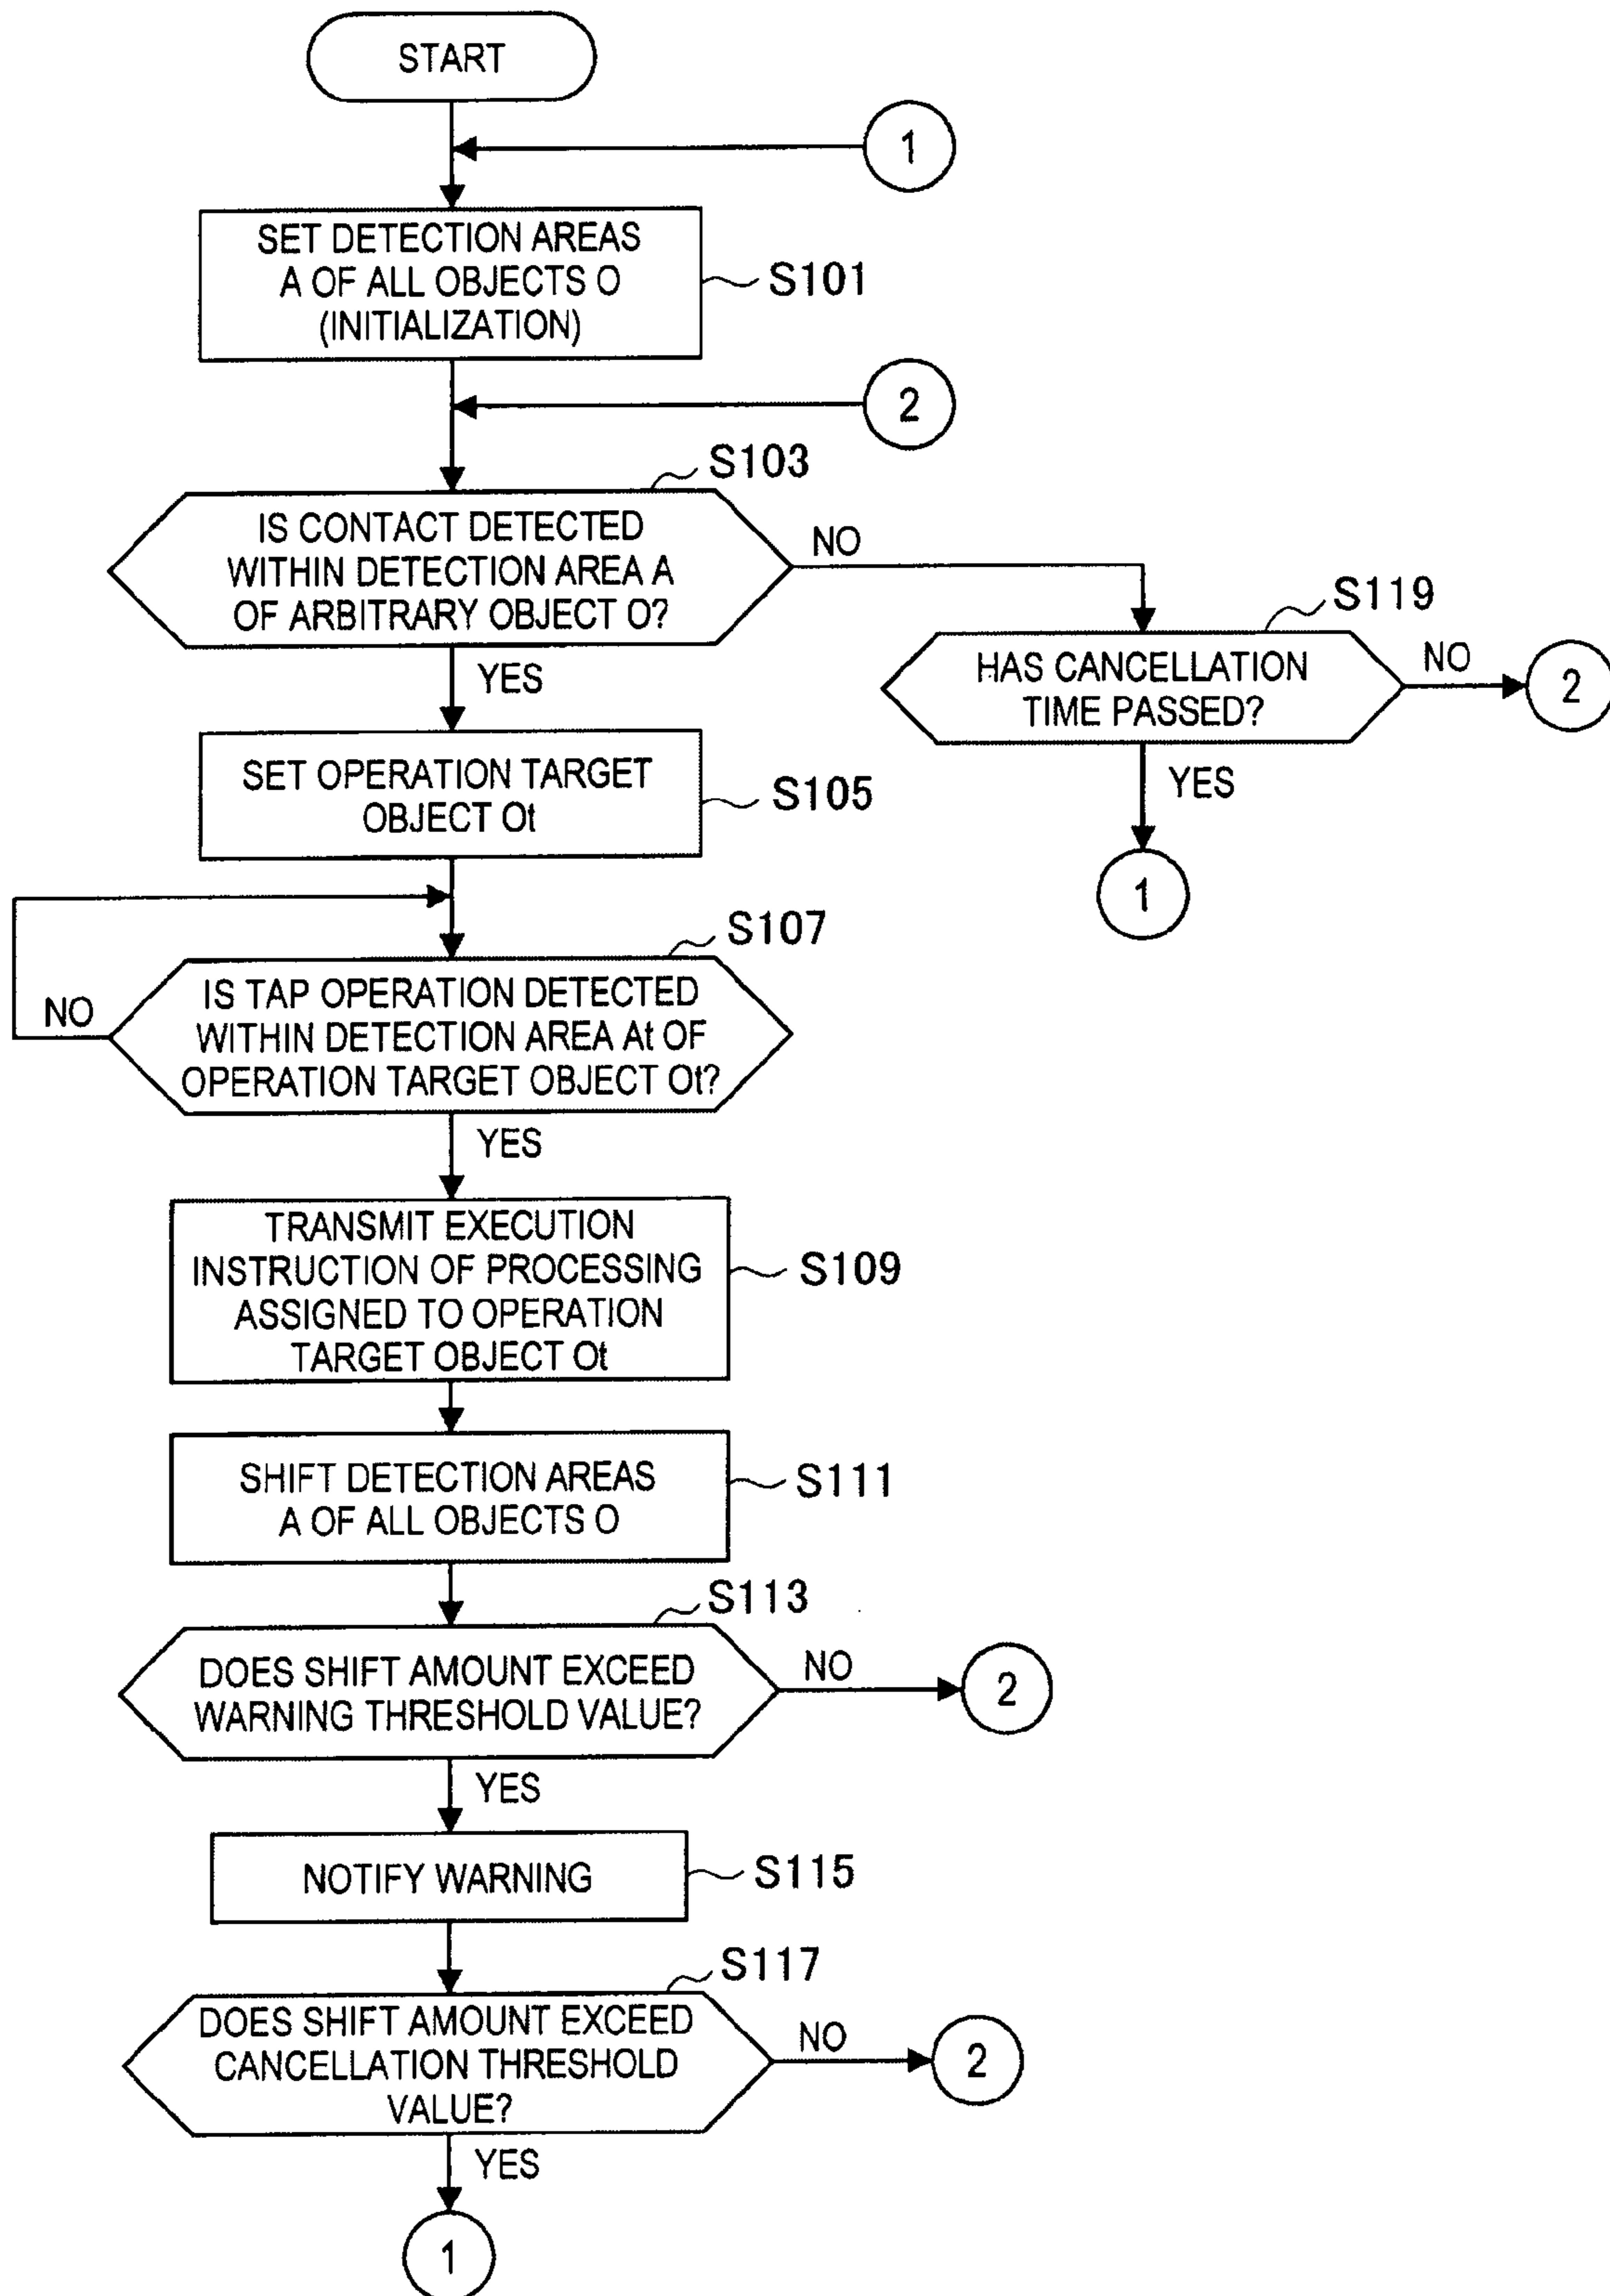 START
1
SET DETECTION AREAS
A OF ALL OBJECTS O
(INITIALIZATION)
S101
2
S103
IS CONTACT DETECTED
WITHIN DETECTION AREA A
OF ARBITRARY OBJECT O?
NO
YES
S119
HAS CANCELLATION
TIME PASSED?
NO
2
YES
1
SET OPERATION TARGET
OBJECT Ot
S105
S107
IS TAP OPERATION DETECTED
WITHIN DETECTION AREA At OF
OPERATION TARGET OBJECT Ot?
NO
YES
TRANSMIT EXECUTION
INSTRUCTION OF PROCESSING
ASSIGNED TO OPERATION
TARGET OBJECT Ot
S109
SHIFT DETECTION AREAS
A OF ALL OBJECTS O
S111
S113
DOES SHIFT AMOUNT EXCEED
WARNING THRESHOLD VALUE?
NO
2
YES
NOTIFY WARNING
S115
S117
DOES SHIFT AMOUNT EXCEED
CANCELLATION THRESHOLD
VALUE?
NO
2
YES
1